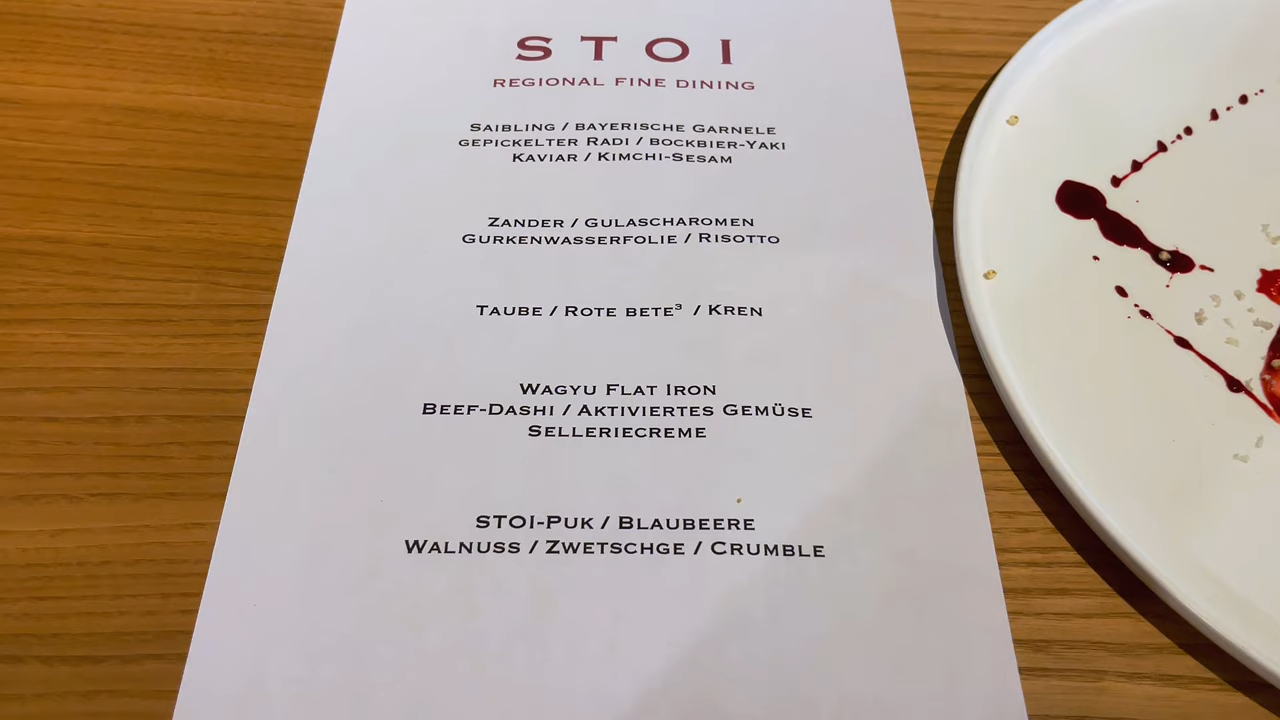 STOI
REGIONAL FINE DINING
SAIBLING / BAYERISCHE GARNELE
GEPICKELTER RADI / BOCKBIER-YAKI
KAVIAR / KIMCHI-SESAM
ZANDER / GULASCHAROMEN
GURKENWASSERFOLIE / RISOTTO
TAUBE / ROTE BETE³ / KREN
WAGYU FLAT IRON
BEEF-DASHI / AKTIVIERTES GEMÜSE
SELLERIECREME
STOI-PUK / BLAUBEERE
WALNUSS / ZWETSCHGE / CRUMBLE